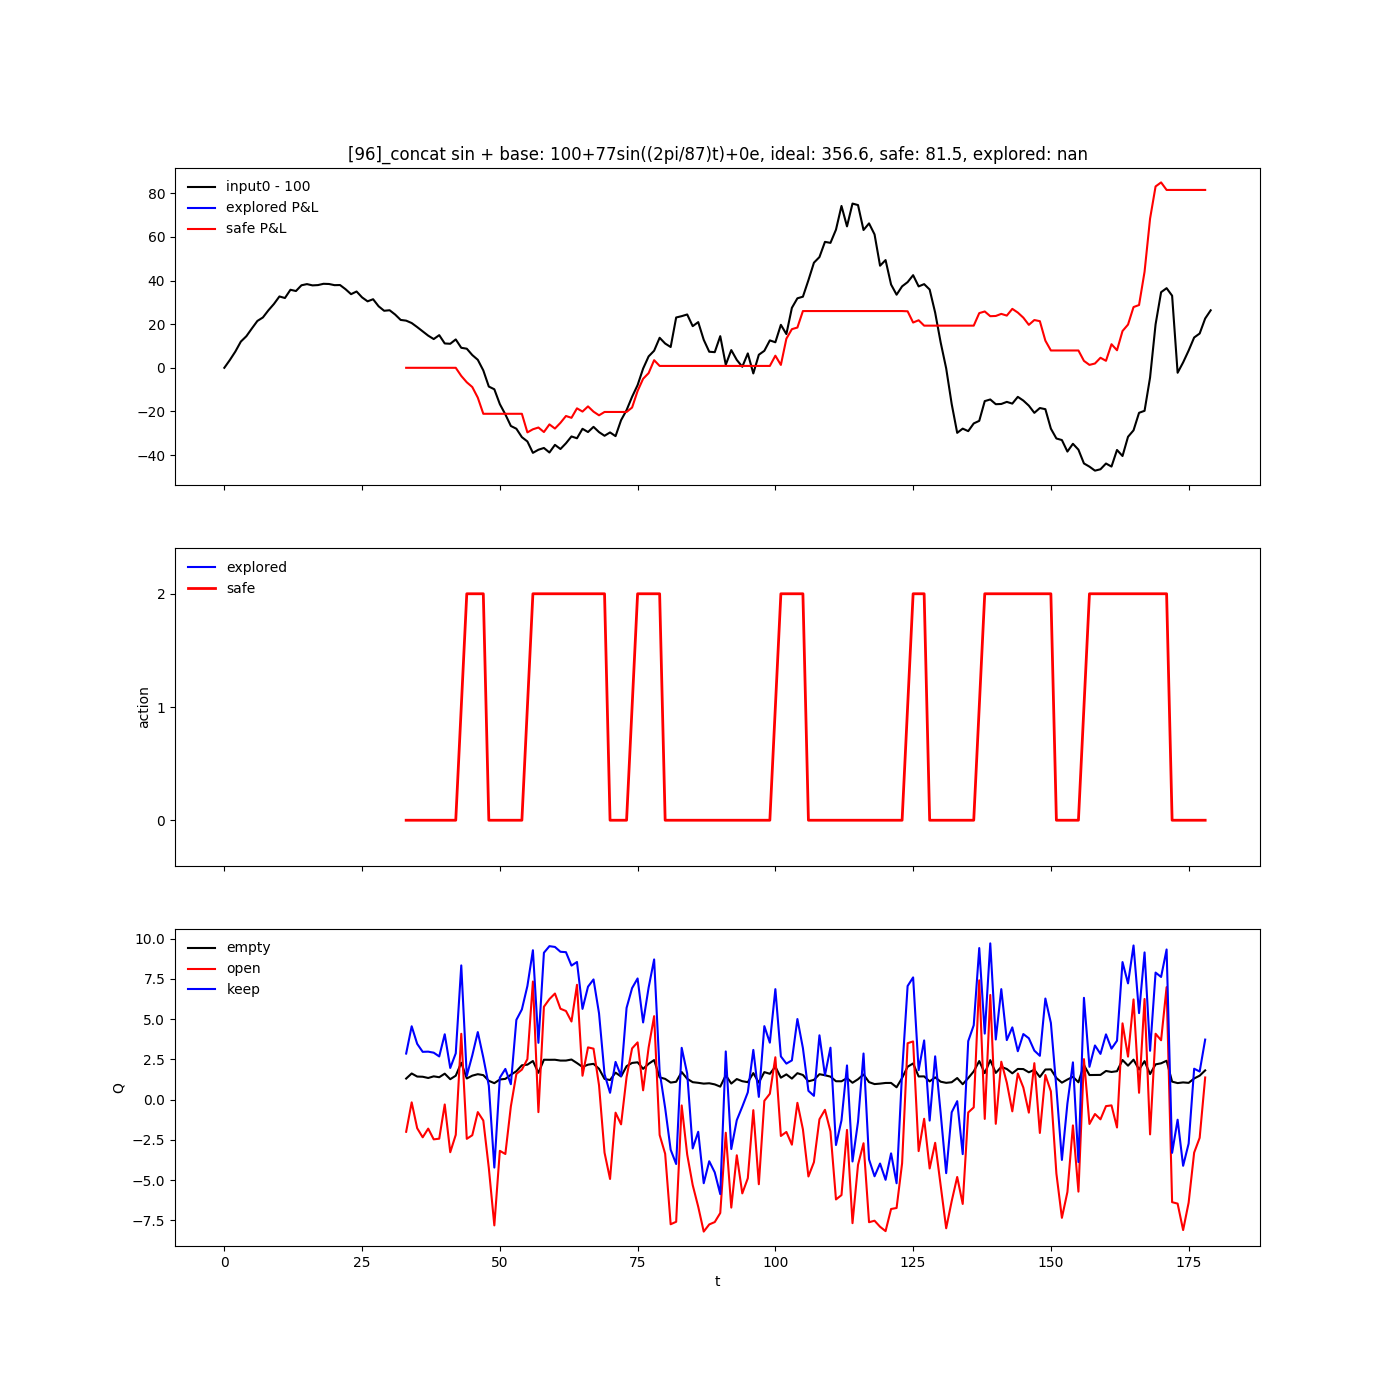 [96]_concat sin + base: 100+77sin((2pi/87)t)+0e, ideal: 356.6, safe: 81.5, explored: nan
input0 - 100
explored P&L
safe P&L
80
60
40
20
0
−20
−40
explored
safe
2
1
0
action
empty
open
keep
10.0
7.5
5.0
2.5
0.0
−2.5
−5.0
−7.5
Q
0 25 50 75 100 125 150 175
t